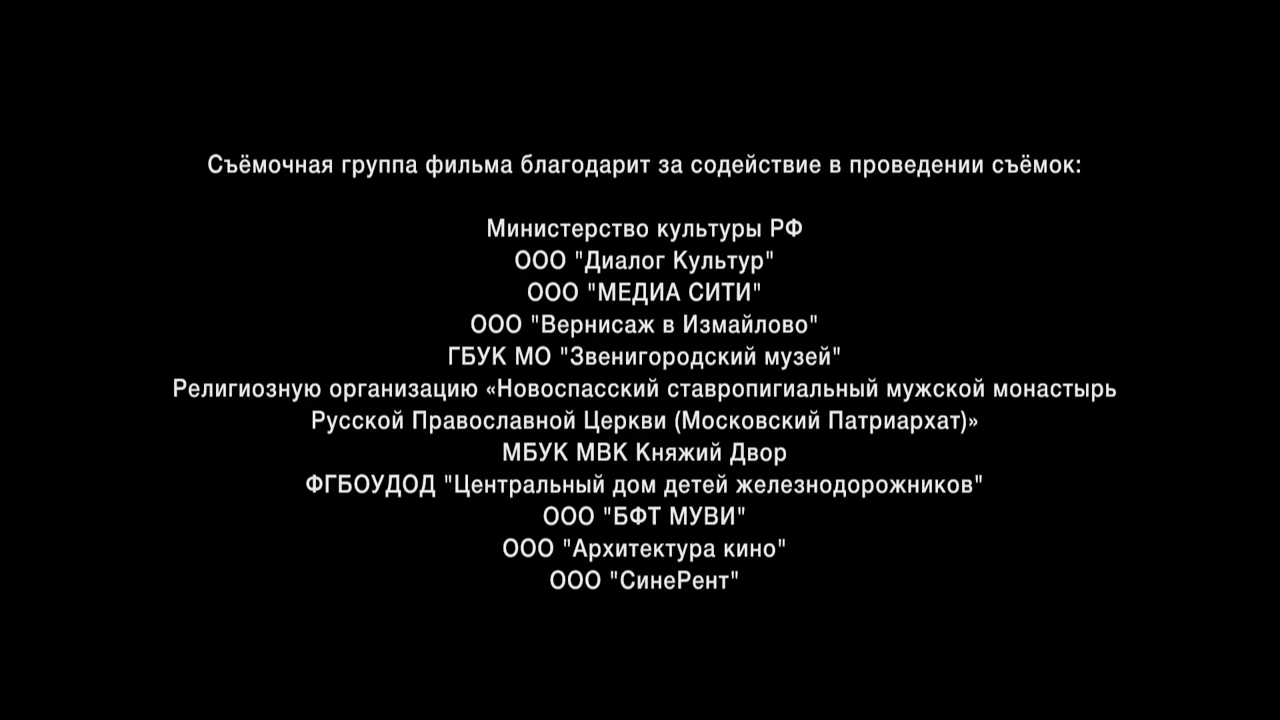 Съёмочная группа фильма благодарит за содействие в проведении съёмок:
Министерство культуры РФ
ООО "Диалог Культур"
ООО "МЕДИА СИТИ"
ООО "Вернисаж в Измайлово"
ГБУК МО "Звенигородский музей"
Религиозную организацию «Новоспасский ставропигиальный мужской монастырь
Русской Православной Церкви (Московский Патриархат)»
МБУК МВК Княжий Двор
ФГБОУДОД "Центральный дом детей железнодорожников"
ООО "БФТ МУВИ"
ООО "Архитектура кино"
ООО "СинеРент"